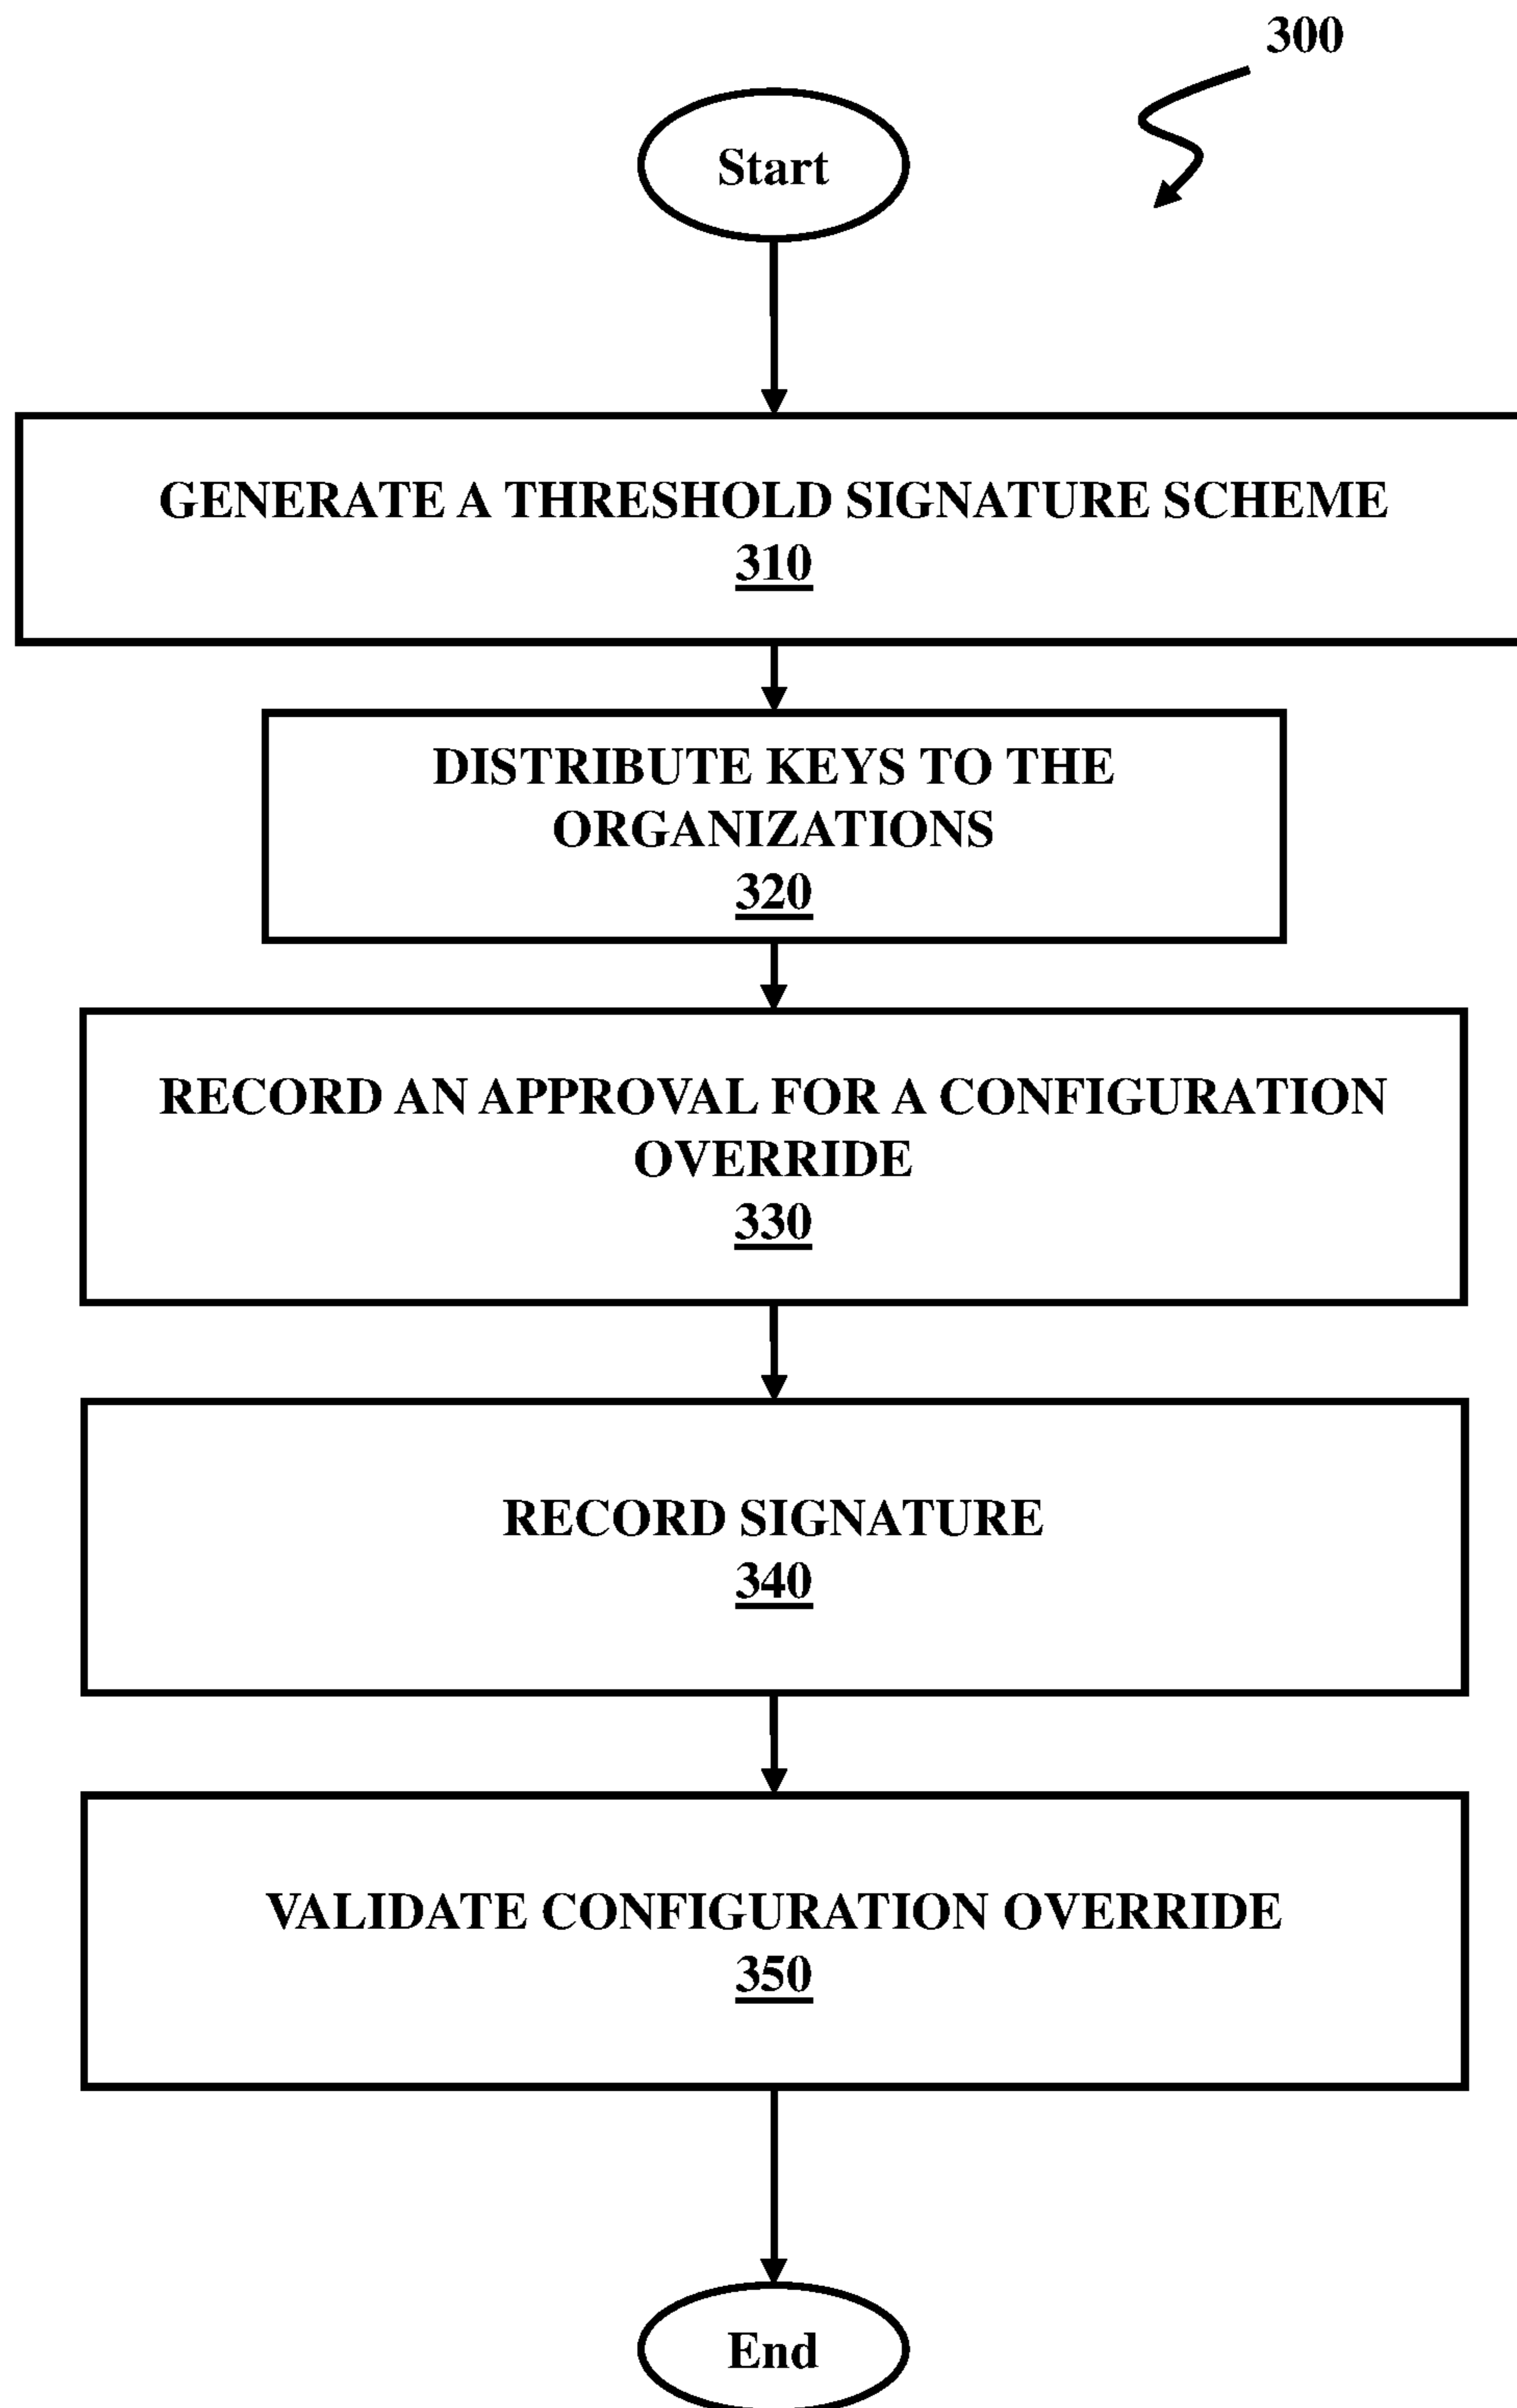 300
Start
GENERATE A THRESHOLD SIGNATURE SCHEME
310
DISTRIBUTE KEYS TO THE
ORGANIZATIONS
320
RECORD AN APPROVAL FOR A CONFIGURATION
OVERRIDE
330
RECORD SIGNATURE
340
VALIDATE CONFIGURATION OVERRIDE
350
End